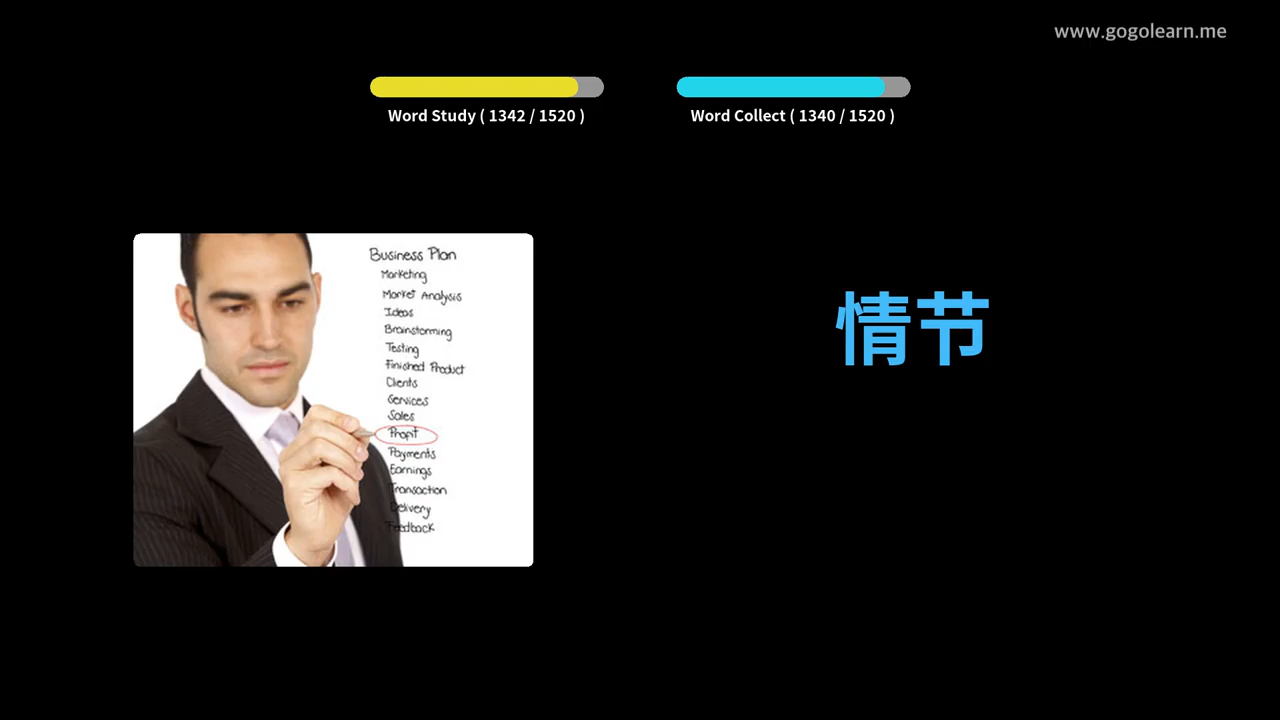 www.gogolearn.me
Word Study ( 1342 / 1520 )
Word Collect ( 1340 / 1520 )
Business Plan
Marketing
Market Analysis
Ideas
Brainstorming
Testing
Finished Product
Clients
Services
Sales
Profit
Payments
Earnings
Transaction
Delivery
Feedback
情节